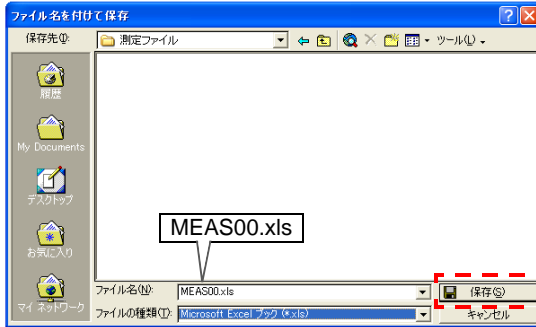 ファイル名を付けて保存
保存先(I):
測定ファイル
ツール(L)
履歴
My Documents
デスクトップ
お気に入り
マイ ネットワーク
MEAS00.xls
ファイル名(N):
MEAS00.xls
保存(S)
ファイルの種類(T):
Microsoft Excel ブック (*.xls)
キャンセル